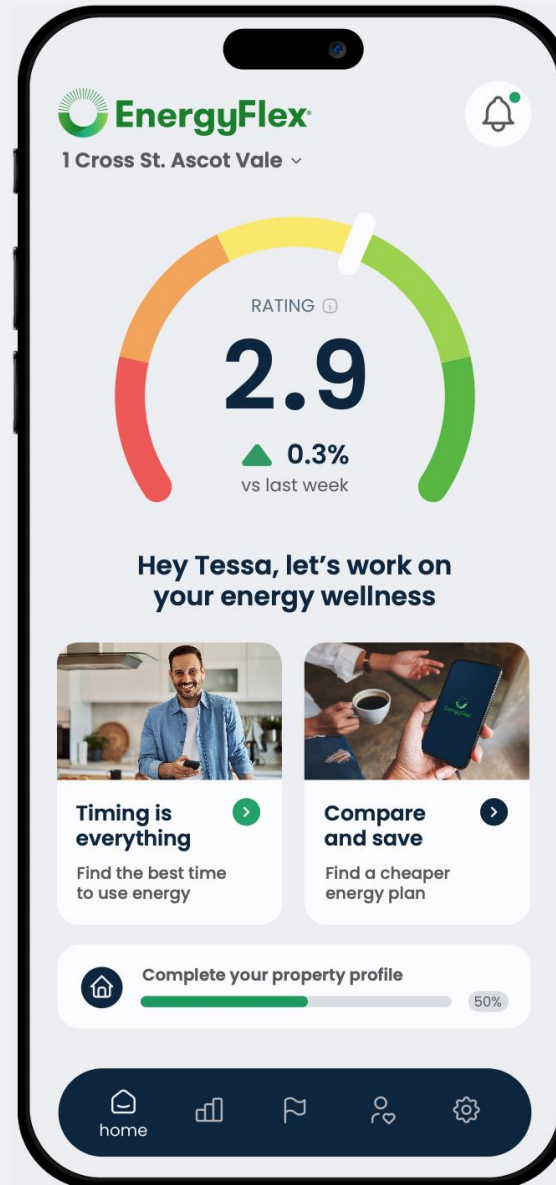 EnergyFlex
1 Cross St. Ascot Vale
RATING i
2.9
0.3%
vs last week
Hey Tessa, let’s work on
your energy wellness
EnergyFlex
Timing is
everything
Find the best time
to use energy
Compare
and save
Find a cheaper
energy plan
Complete your property profile
50%
home